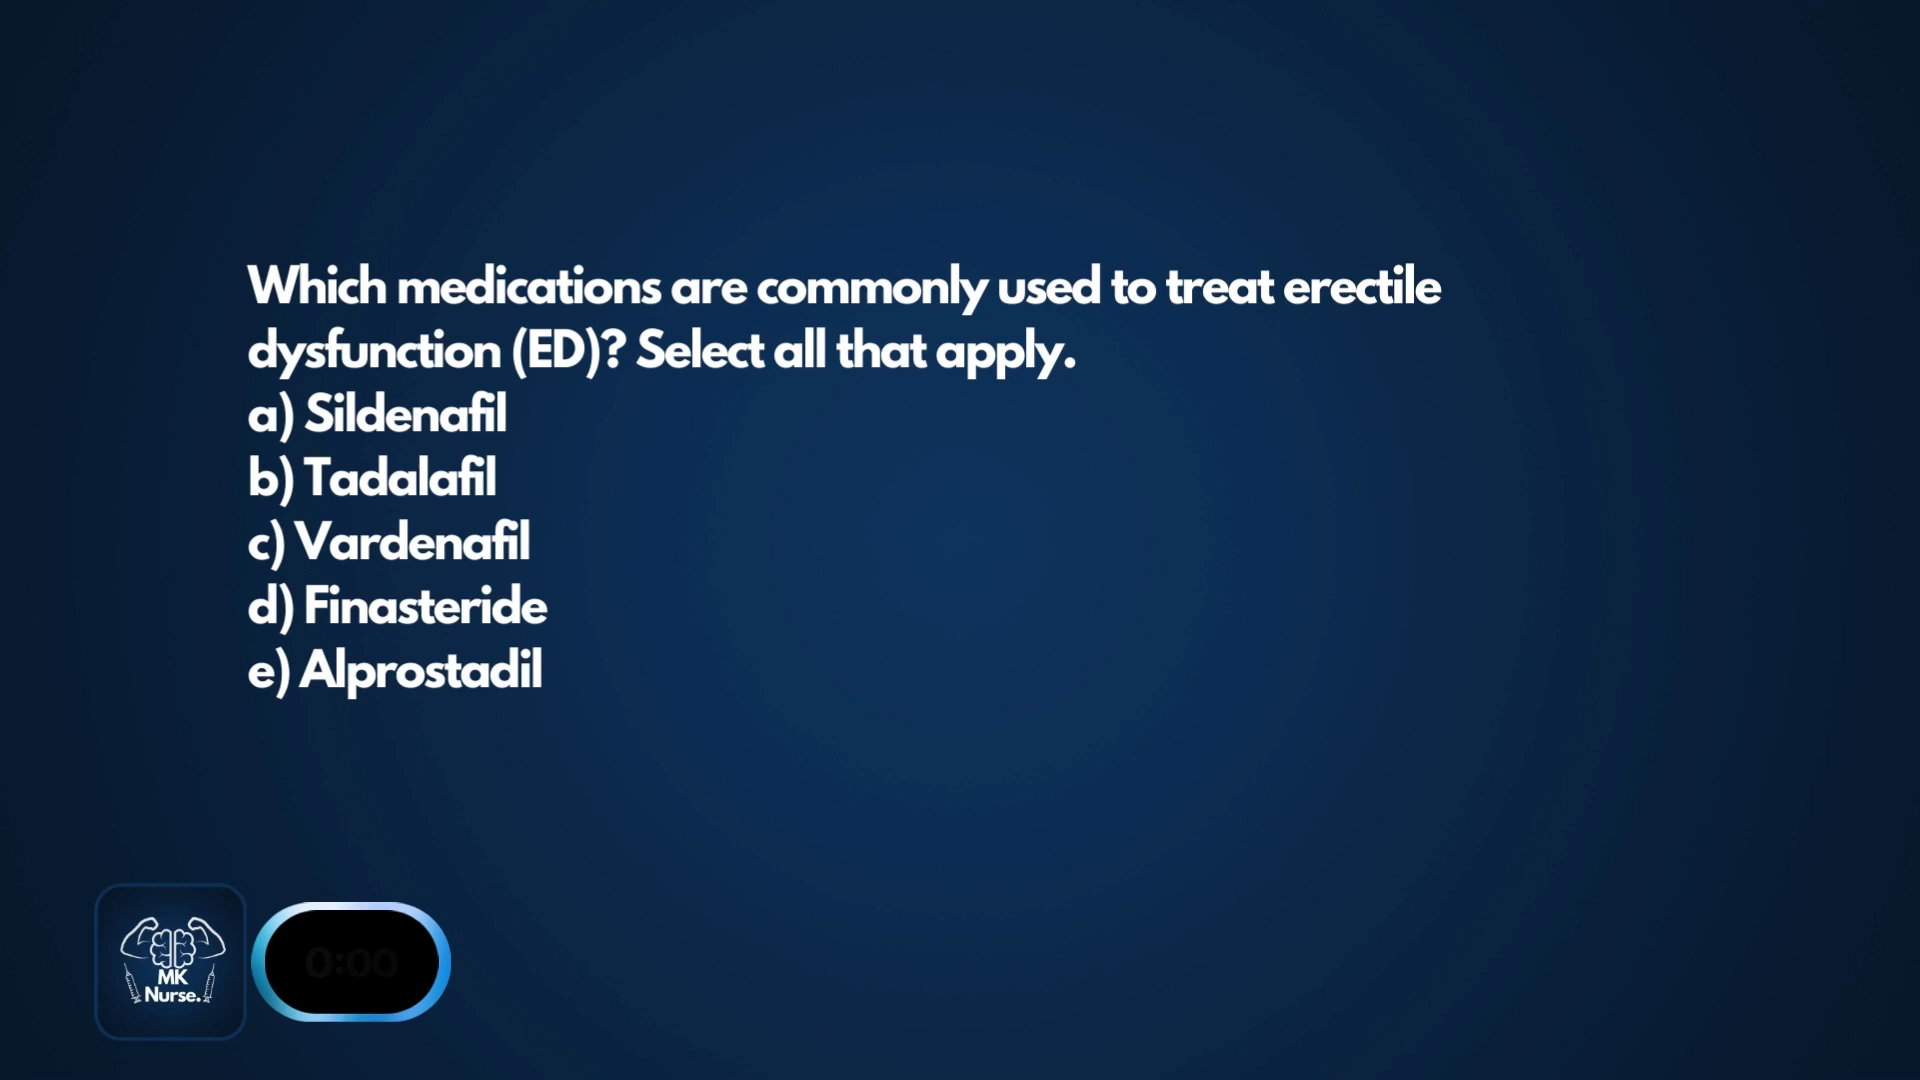 Which medications are commonly used to treat erectile
dysfunction (ED)? Select all that apply.
a) Sildenafil
b) Tadalafil
c) Vardenafil
d) Finasteride
e) Alprostadil
MK
Nurse.
0:00